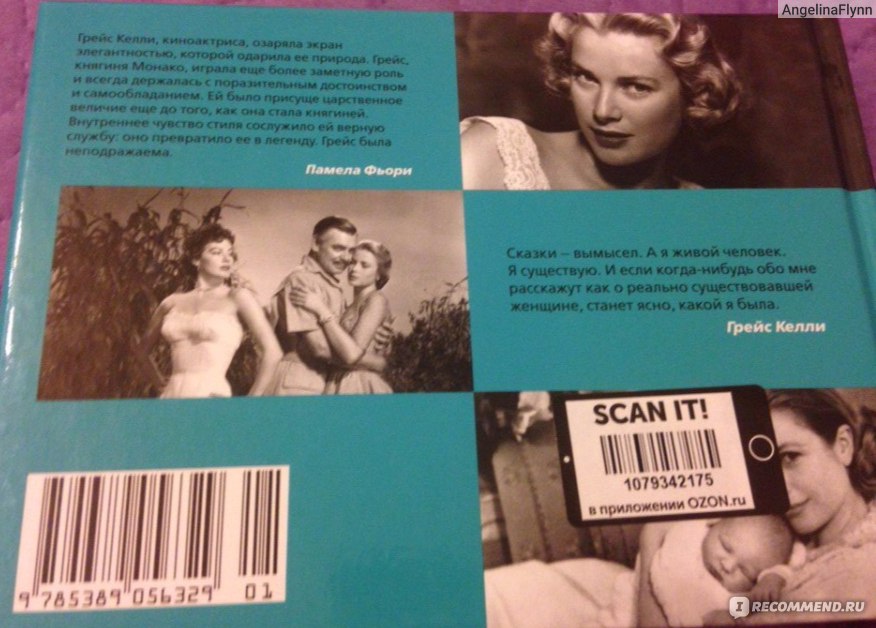 AngelinaFlynn
Грейс Келли, киноактриса, озаряла экран
элегантностью, которой одарила ее природа. Грейс,
княгиня Монако, играла еще более заметную роль
и всегда держалась с поразительным достоинством
и самообладанием. Ей было присуще царственное
величие еще до того, как она стала княгиней.
Внутреннее чувство стиля сослужило ей верную
службу: оно превратило ее в легенду. Грейс была
неподражаема.
Памела Фьори
Сказки – вымысел. А я живой человек.
Я существую. И если когда-нибудь обо мне
расскажут как о реально существовавшей
женщине, станет ясно, какой я была.
Грейс Келли
SCAN IT!
1079342175
в приложении OZON.ru
9 785389 056329 01
I RECOMMEND.RU